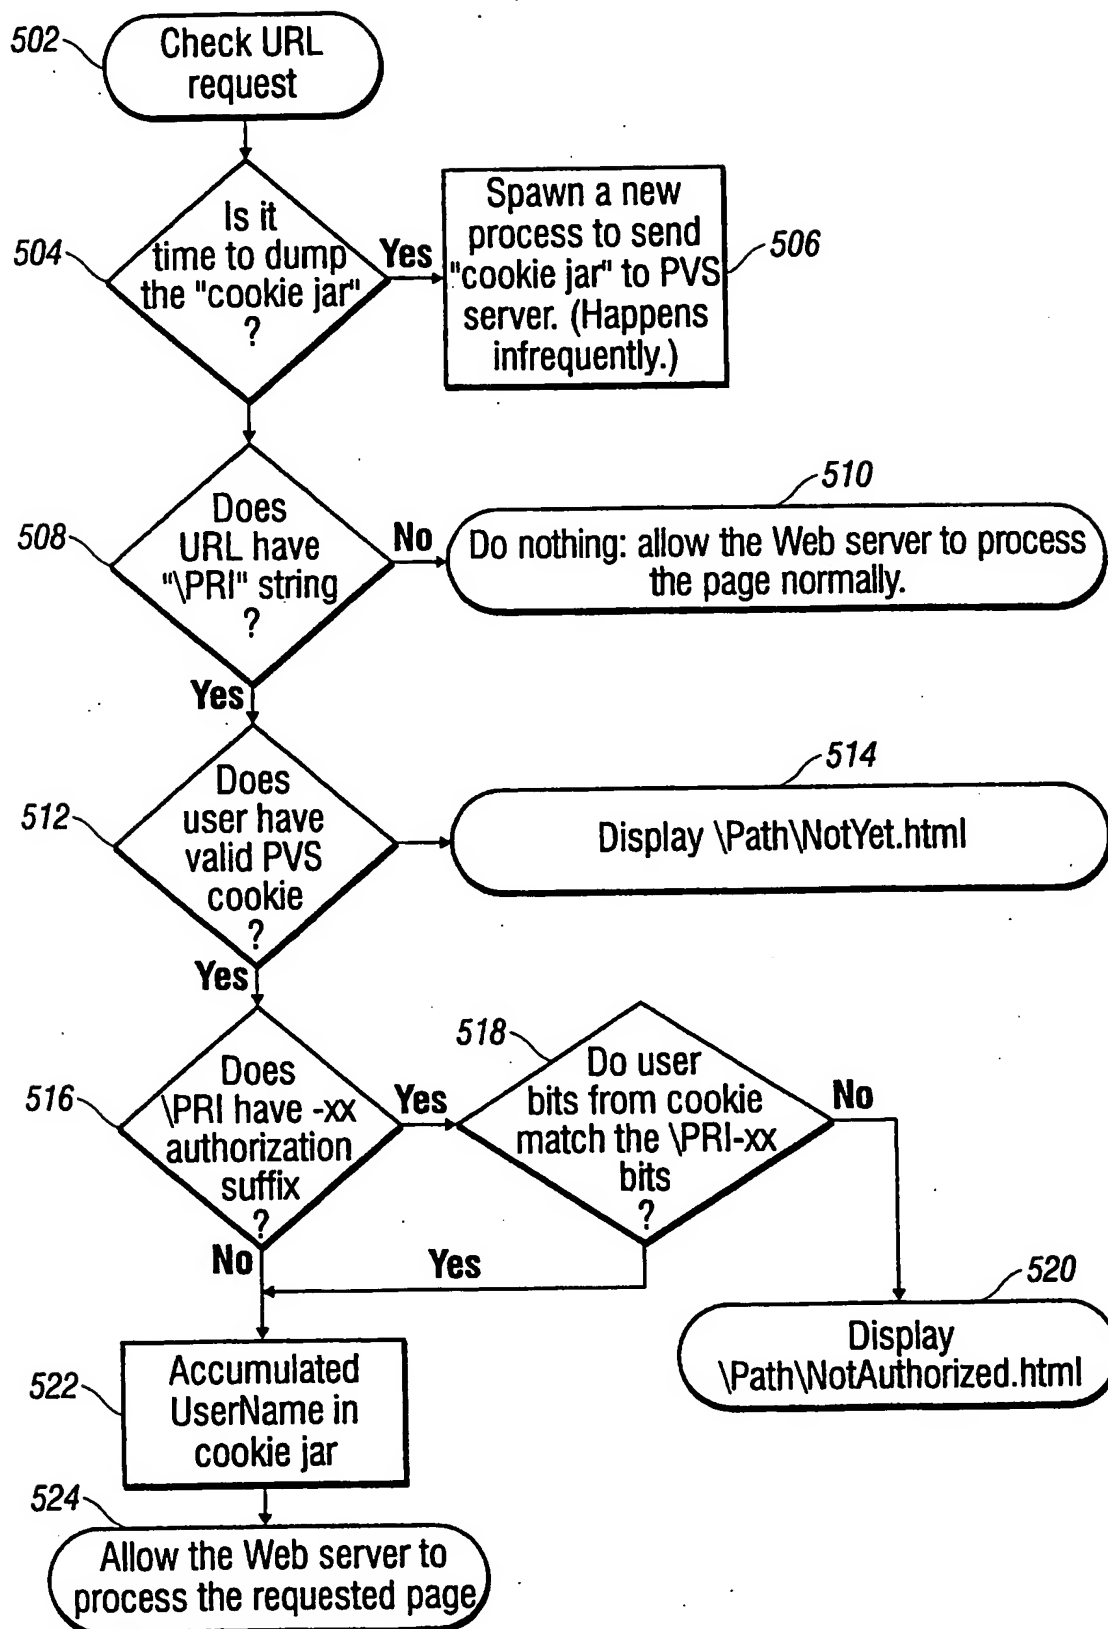 502
Check URL
request
504
Is it
time to dump
the "cookie jar"
?
Yes
Spawn a new
process to send
"cookie jar" to PVS
server. (Happens
infrequently.)
506
508
Does
URL have
"\PRI" string
?
No
510
Do nothing: allow the Web server to process
the page normally.
Yes
512
Does
user have
valid PVS
cookie
?
514
Display \Path\NotYet.html
Yes
516
Does
\PRI have -xx
authorization
suffix
?
Yes
518
Do user
bits from cookie
match the \PRI-xx
bits
?
No
No
Yes
520
Display
\Path\NotAuthorized.html
522
Accumulated
UserName in
cookie jar
524
Allow the Web server to
process the requested page